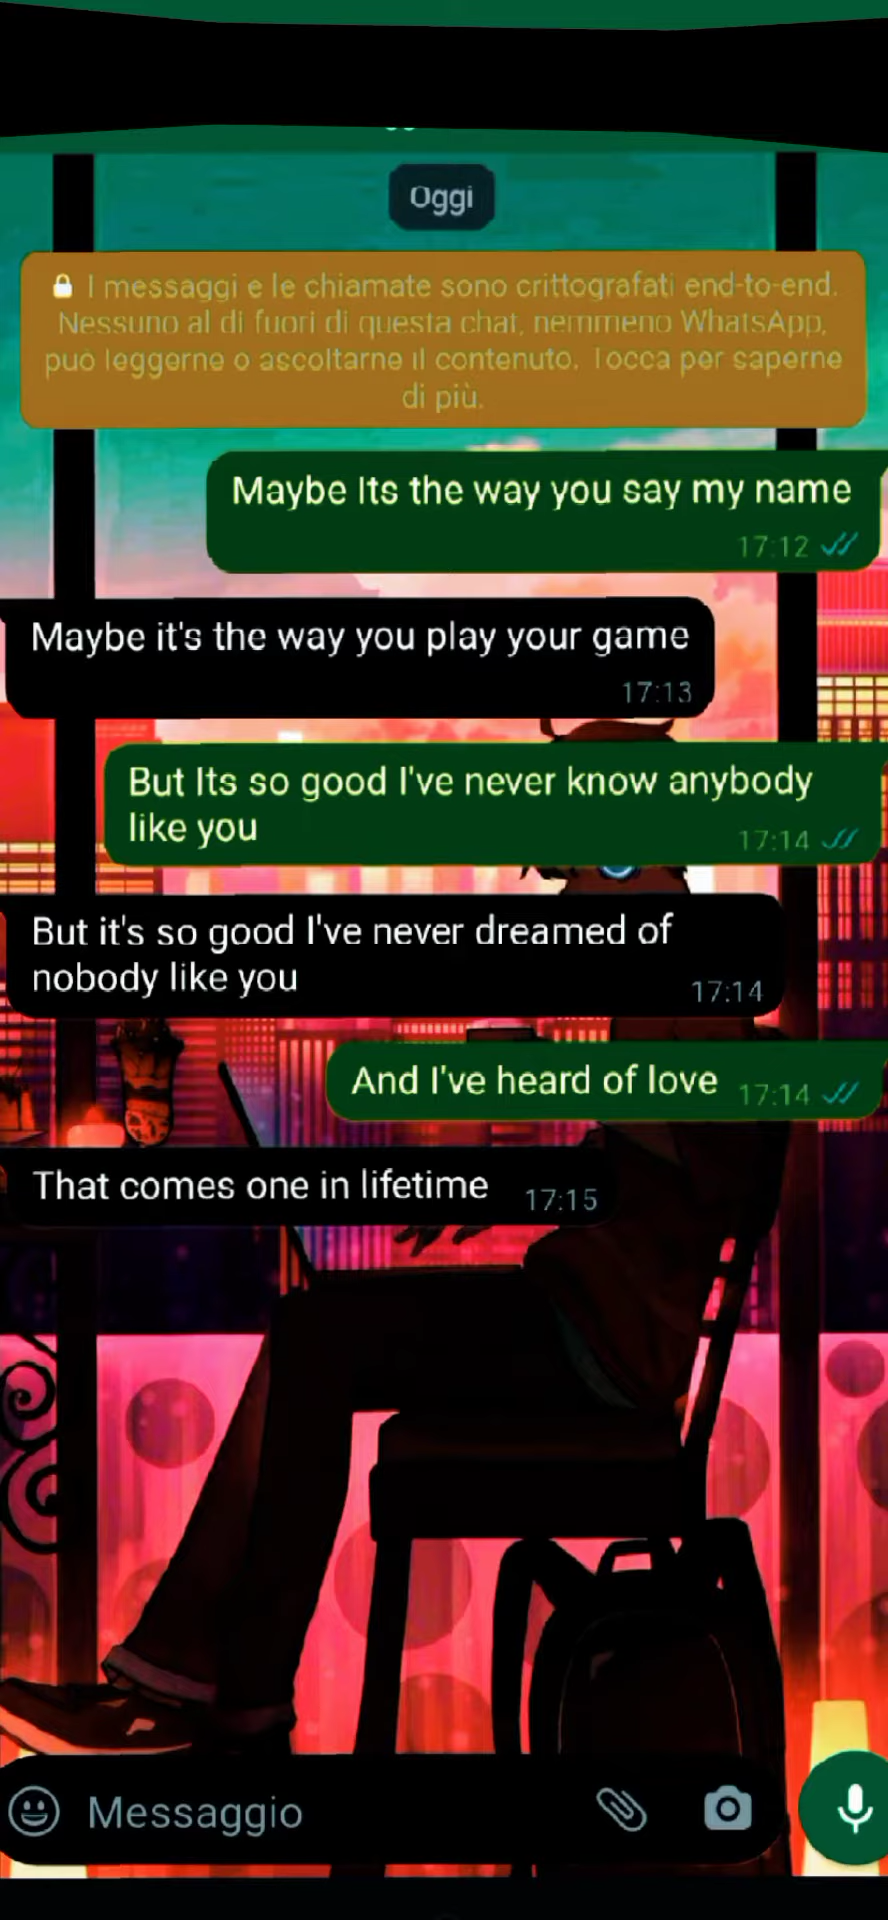 Oggi
I messaggi e le chiamate sono crittografati end-to-end.
Nessuno al di fuori di questa chat, nemmeno WhatsApp,
può leggerne o ascoltarne il contenuto. Tocca per saperne
di più.
Maybe Its the way you say my name
17:12
Maybe it's the way you play your game
17:13
But Its so good I've never know anybody
like you
17:14
But it's so good I've never dreamed of
nobody like you
17:14
And I've heard of love
17:14
That comes one in lifetime
17:15
Messaggio